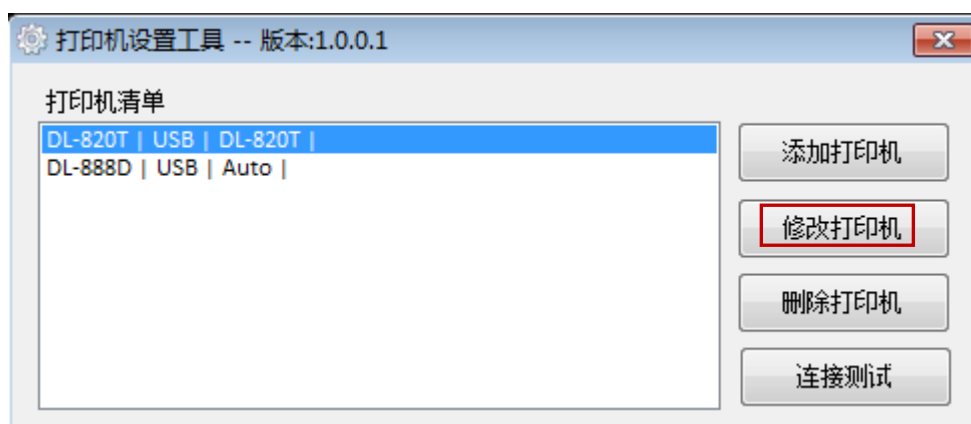 打印机设置工具 -- 版本:1.0.0.1
打印机清单
DL-820T | USB | DL-820T |
DL-888D | USB | Auto |
添加打印机
修改打印机
删除打印机
连接测试